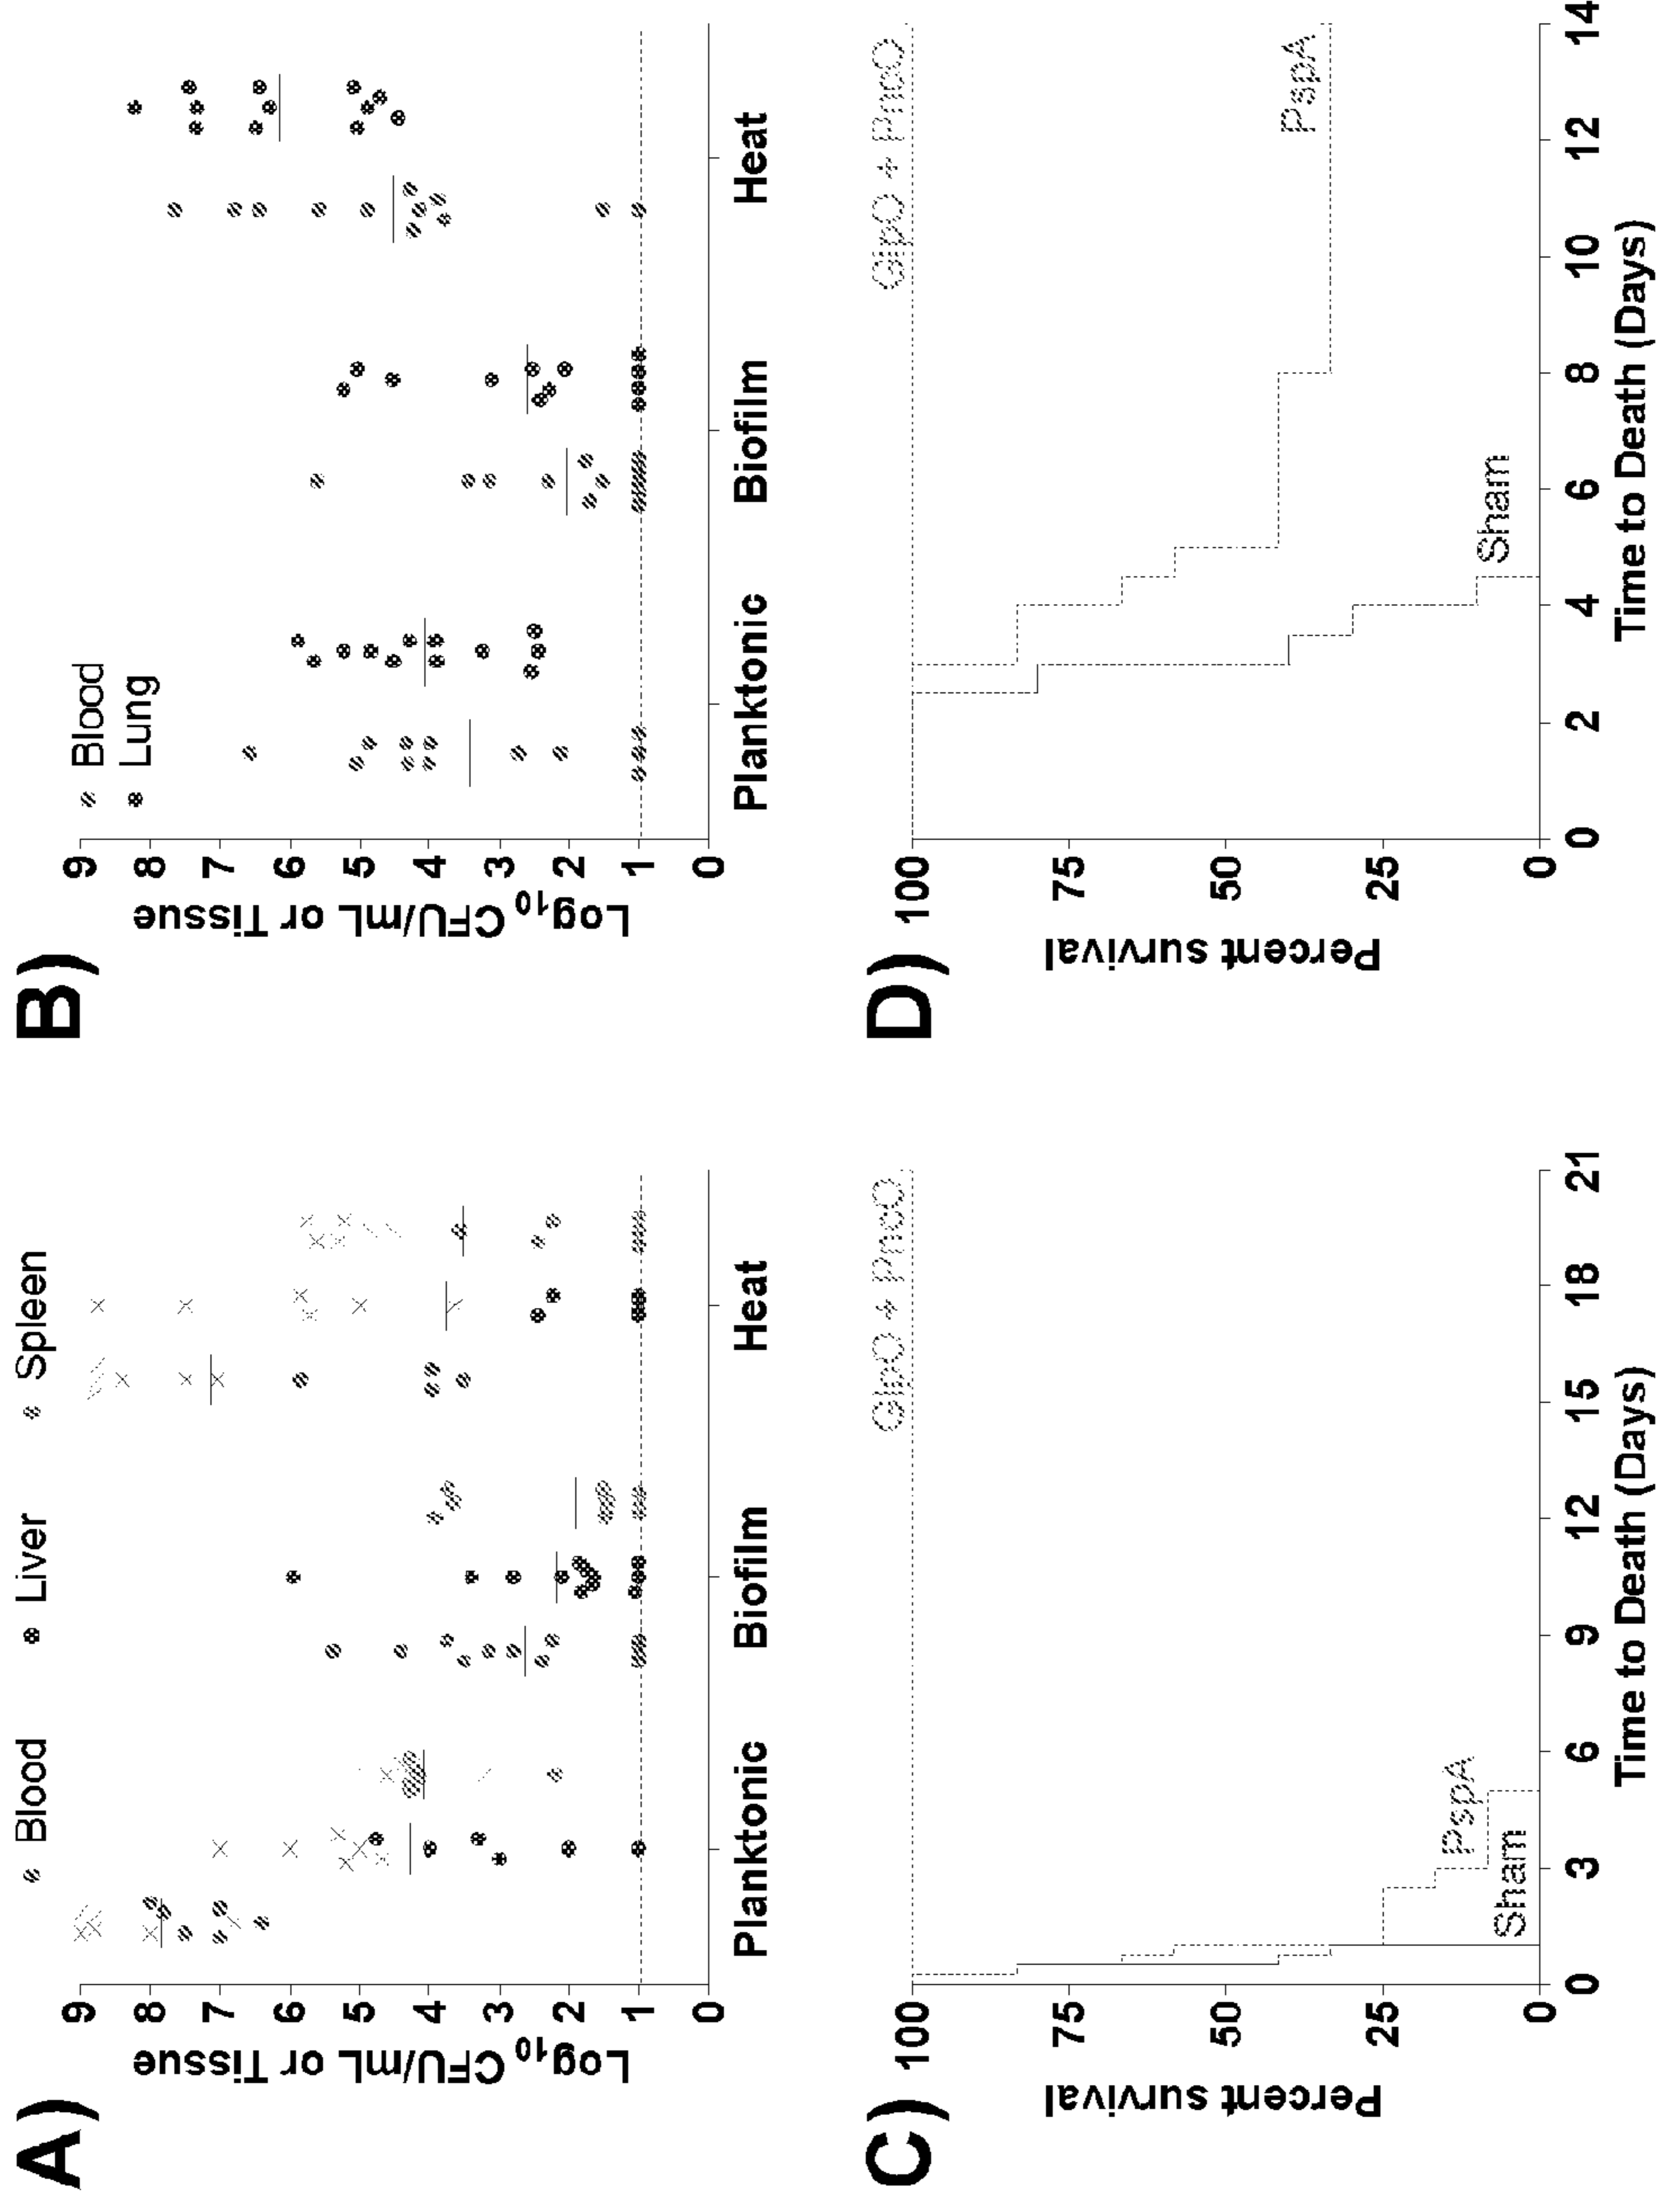 A)
Blood Liver Spleen
Log10 CFU/mL or Tissue
9
8
7
6
5
4
3
2
1
0
Planktonic Biofilm Heat
B)
Blood
Lung
Log10 CFU/mL or Tissue
9
8
7
6
5
4
3
2
1
0
Planktonic Biofilm Heat
C)
Percent survival
100
75
50
25
0
GlpO + PncO
PspA
Sham
0 3 6 9 12 15 18 21
Time to Death (Days)
D)
Percent survival
100
75
50
25
0
GlpO + PncO
PspA
Sham
0 2 4 6 8 10 12 14
Time to Death (Days)